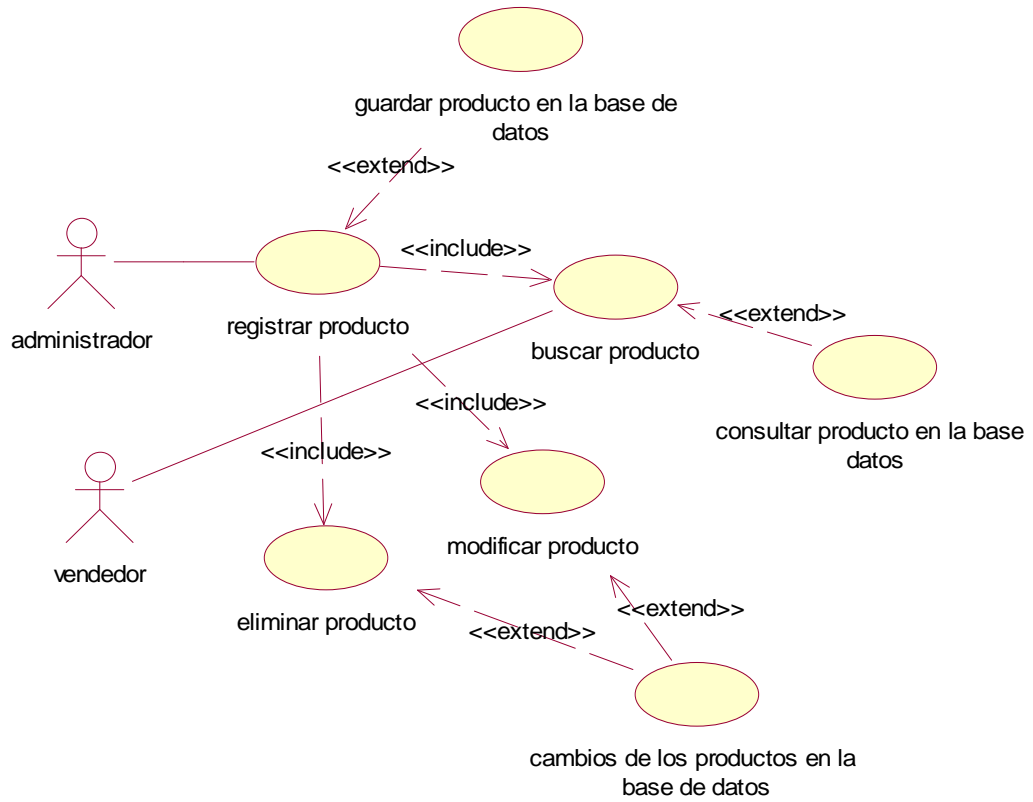 guardar producto en la base de
datos
<<extend>>
<<include>>
administrador
registrar producto
<<extend>>
buscar producto
<<include>>
consultar producto en la base
datos
<<include>>
vendedor
modificar producto
eliminar producto
<<extend>>
<<extend>>
cambios de los productos en la
base de datos